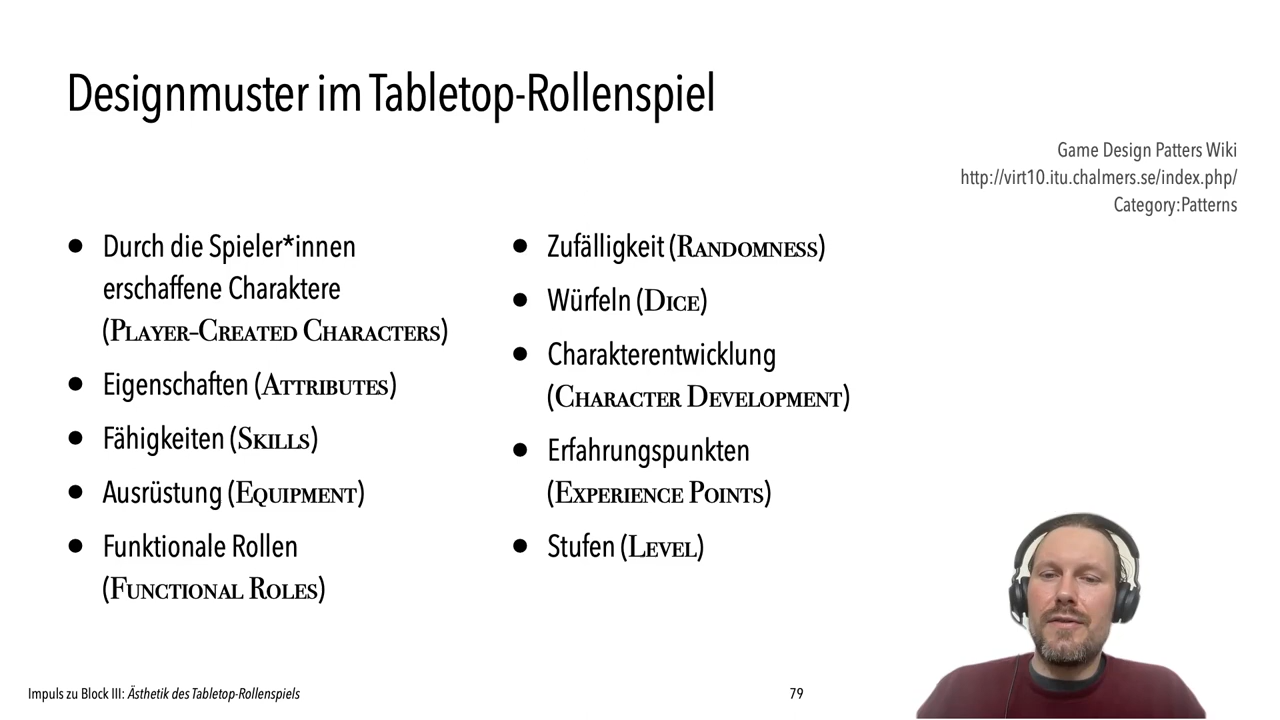 Designmuster im Tabletop-Rollenspiel
Game Design Patters Wiki
http://virt10.itu.chalmers.se/index.php/
Category:Patterns
● Durch die Spieler*innen
erschaffene Charaktere
(Player-Created Characters)
● Eigenschaften (Attributes)
● Fähigkeiten (Skills)
● Ausrüstung (Equipment)
● Funktionale Rollen
(Functional Roles)
● Zufälligkeit (Randomness)
● Würfeln (Dice)
● Charakterentwicklung
(Character Development)
● Erfahrungspunkten
(Experience Points)
● Stufen (Level)
Impuls zu Block III: Ästhetik des Tabletop-Rollenspiels
79